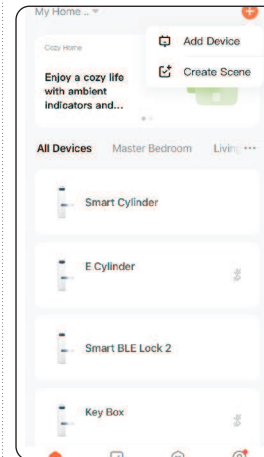 My Home .. 
Add Device
Cozy Home
Create Scene
Enjoy a cozy life
with ambient
indicators and...
All Devices Master Bedroom Living ...
Smart Cylinder
E Cylinder
Smart BLE Lock 2
Key Box